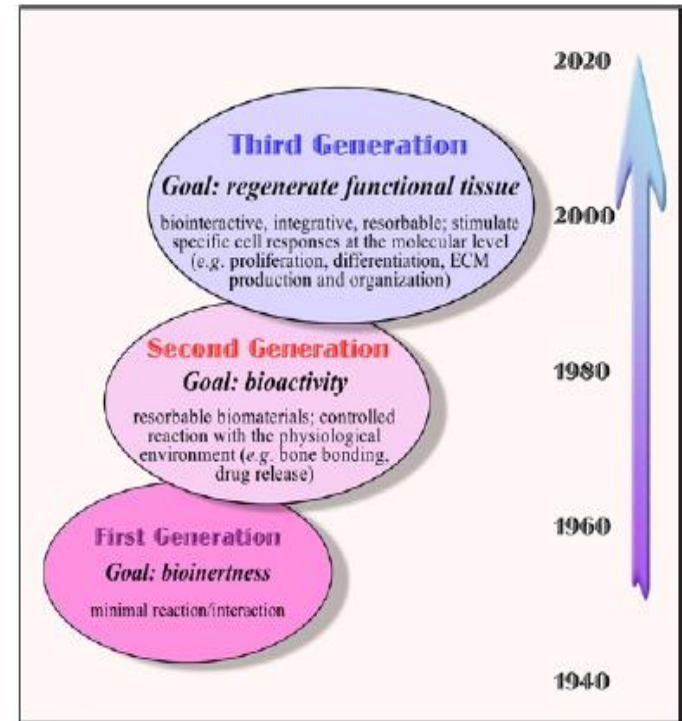 2020
Third Generation
Goal: regenerate functional tissue
biointeractive, integrative, resorbable; stimulate
specific cell responses at the molecular level
(e.g. proliferation, differentiation, ECM
production and organization)
2000
Second Generation
Goal: bioactivity
resorbable biomaterials; controlled
reaction with the physiological
environment (e.g. bone bonding,
drug release)
1980
First Generation
Goal: bioinertness
minimal reaction/interaction
1960
1940